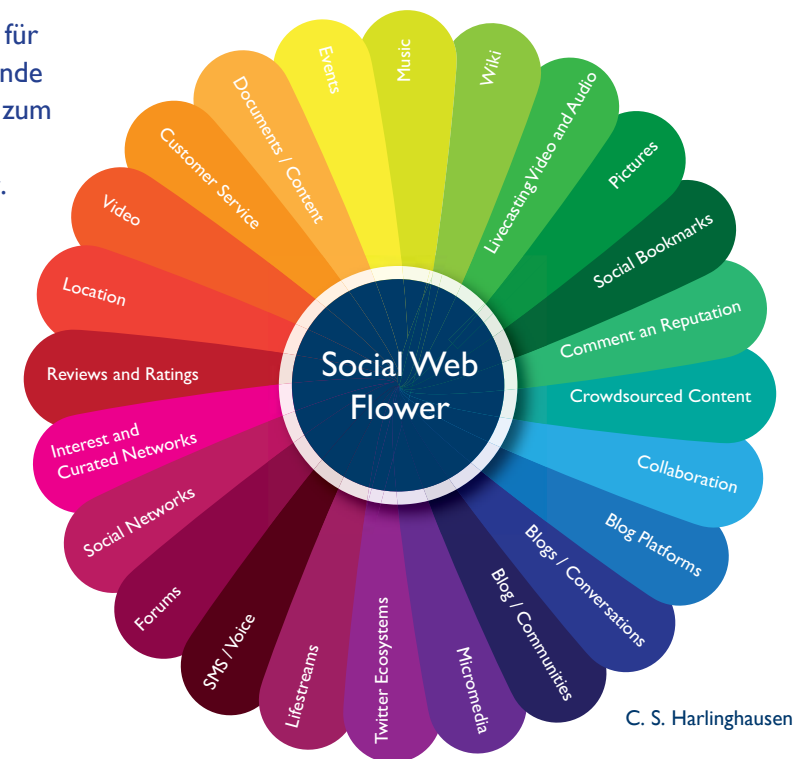 für
nde
zum
.
Social Web
Flower
Music
Wiki
Livecasting Video and Audio
Pictures
Social Bookmarks
Comment an Reputation
Crowdsourced Content
Collaboration
Blog Platforms
Blogs / Conversations
Blog / Communities
Micromedia
Twitter Ecosystems
Lifestreams
SMS / Voice
Forums
Social Networks
Interest and
Curated Networks
Reviews and Ratings
Location
Video
Customer Service
Documents / Content
Events
C. S. Harlinghausen